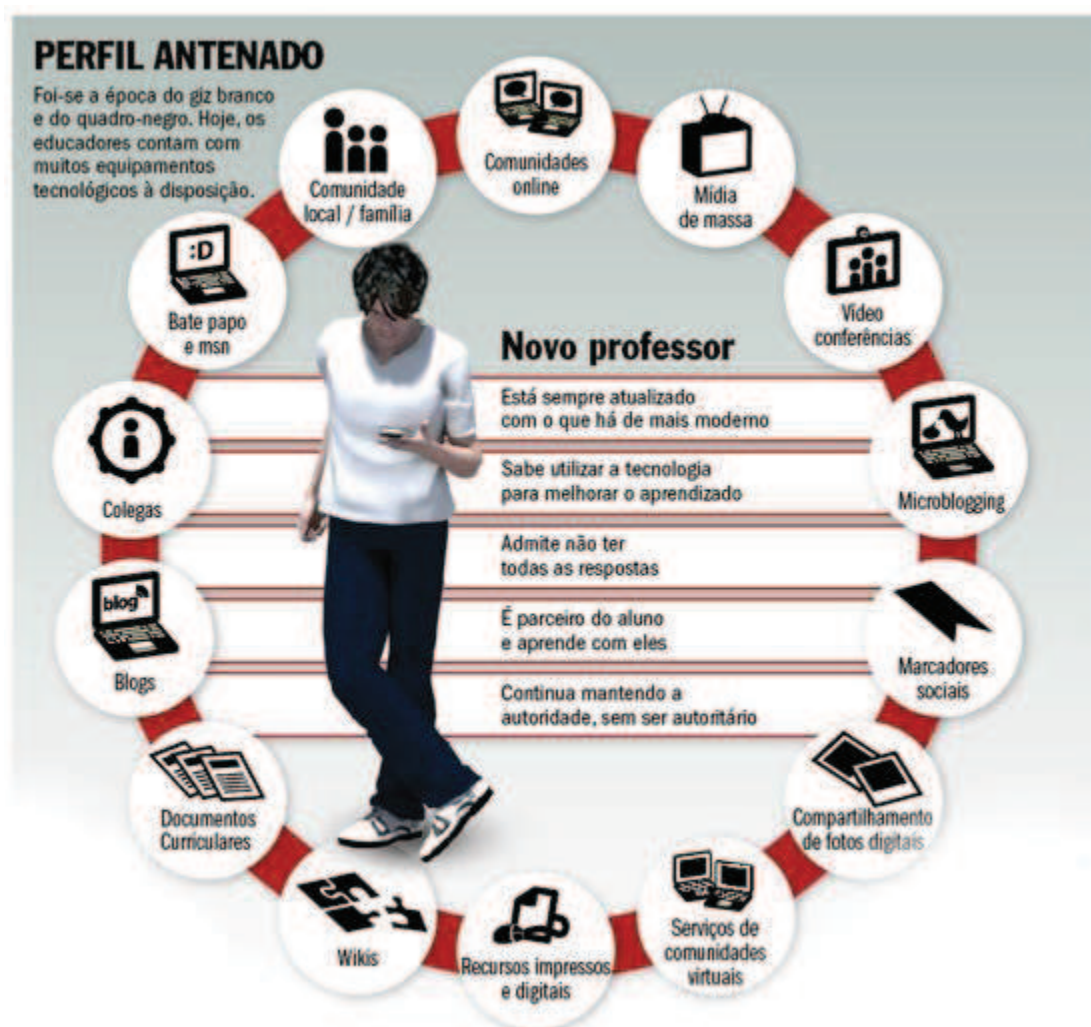 PERFIL ANTENADO
Foi-se a época do giz branco
e do quadro-negro. Hoje, os
educadores contam com
muitos equipamentos
tecnológicos à disposição.
Comunidade
local / família
Comunidades
online
Mídia
de massa
:D
Bate papo
e msn
Vídeo
conferências
Novo professor
Está sempre atualizado
com o que há de mais moderno
Sabe utilizar a tecnologia
para melhorar o aprendizado
Admite não ter
todas as respostas
É parceiro do aluno
e aprende com eles
Continua mantendo a
autoridade, sem ser autoritário
Colegas
Microblogging
blog
Blogs
Marcadores
sociais
Documentos
Curriculares
Compartilhamento
de fotos digitais
Wikis
Recursos impressos
e digitais
Serviços de
comunidades
virtuais